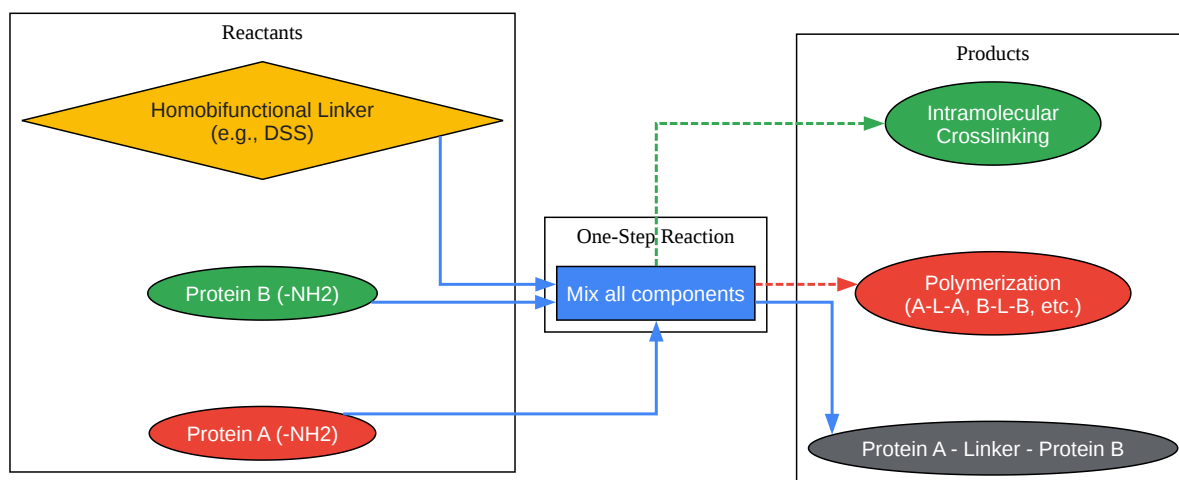 Reactants
Homobifunctional Linker
(e.g., DSS)
Protein B (-NH2)
Protein A (-NH2)
One-Step Reaction
Mix all components
Products
Intramolecular
Crosslinking
Polymerization
(A-L-A, B-L-B, etc.)
Protein A - Linker - Protein B